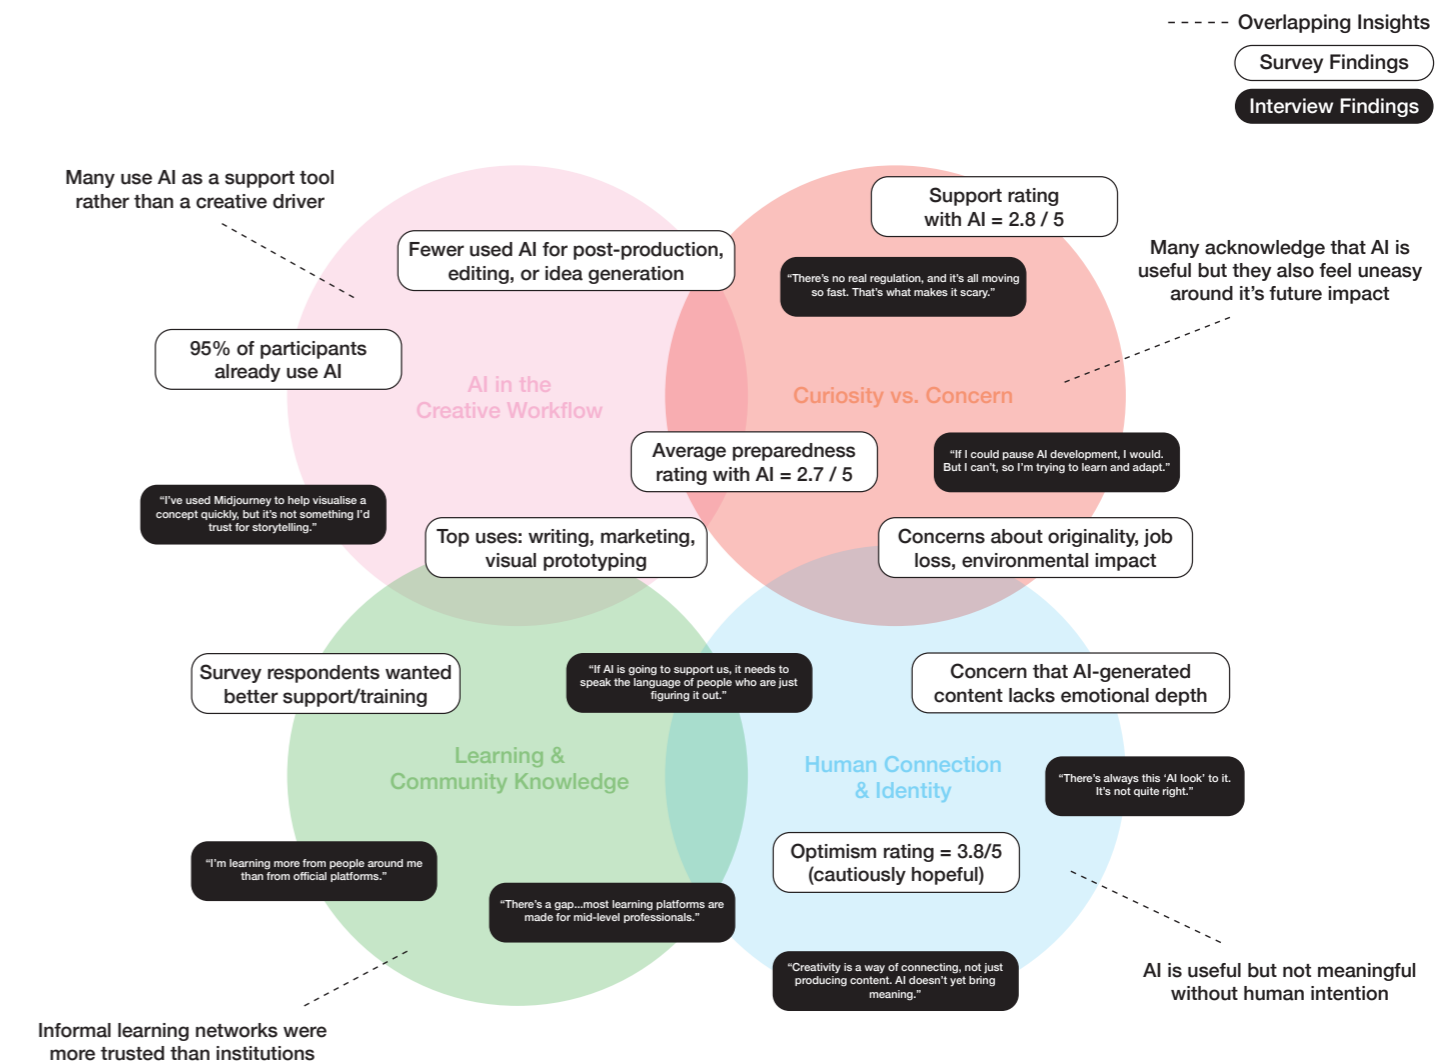 Overlapping Insights
Survey Findings
Interview Findings
Many use AI as a support tool
rather than a creative driver
Fewer used AI for post-production,
editing, or idea generation
95% of participants
already use AI
AI in the
Creative Workflow
“I’ve used Midjourney to help visualise a
concept quickly, but it’s not something I’d
trust for storytelling.”
Top uses: writing, marketing,
visual prototyping
Average preparedness
rating with AI = 2.7 / 5
Support rating
with AI = 2.8 / 5
“There’s no real regulation, and it’s all moving
so fast. That’s what makes it scary.”
Many acknowledge that AI is
useful but they also feel uneasy
around it’s future impact
Curiosity vs. Concern
“If I could pause AI development, I would.
But I can’t, so I’m trying to learn and adapt.”
Concerns about originality, job
loss, environmental impact
Survey respondents wanted
better support/training
“If AI is going to support us, it needs to
speak the language of people who are just
figuring it out.”
Learning &
Community Knowledge
“I’m learning more from people around me
than from official platforms.”
“There’s a gap...most learning platforms are
made for mid-level professionals.”
Informal learning networks were
more trusted than institutions
Concern that AI-generated
content lacks emotional depth
Human Connection
& Identity
“There’s always this ‘AI look’ to it.
It’s not quite right.”
Optimism rating = 3.8/5
(cautiously hopeful)
“Creativity is a way of connecting, not just
producing content. AI doesn’t yet bring
meaning.”
AI is useful but not meaningful
without human intention